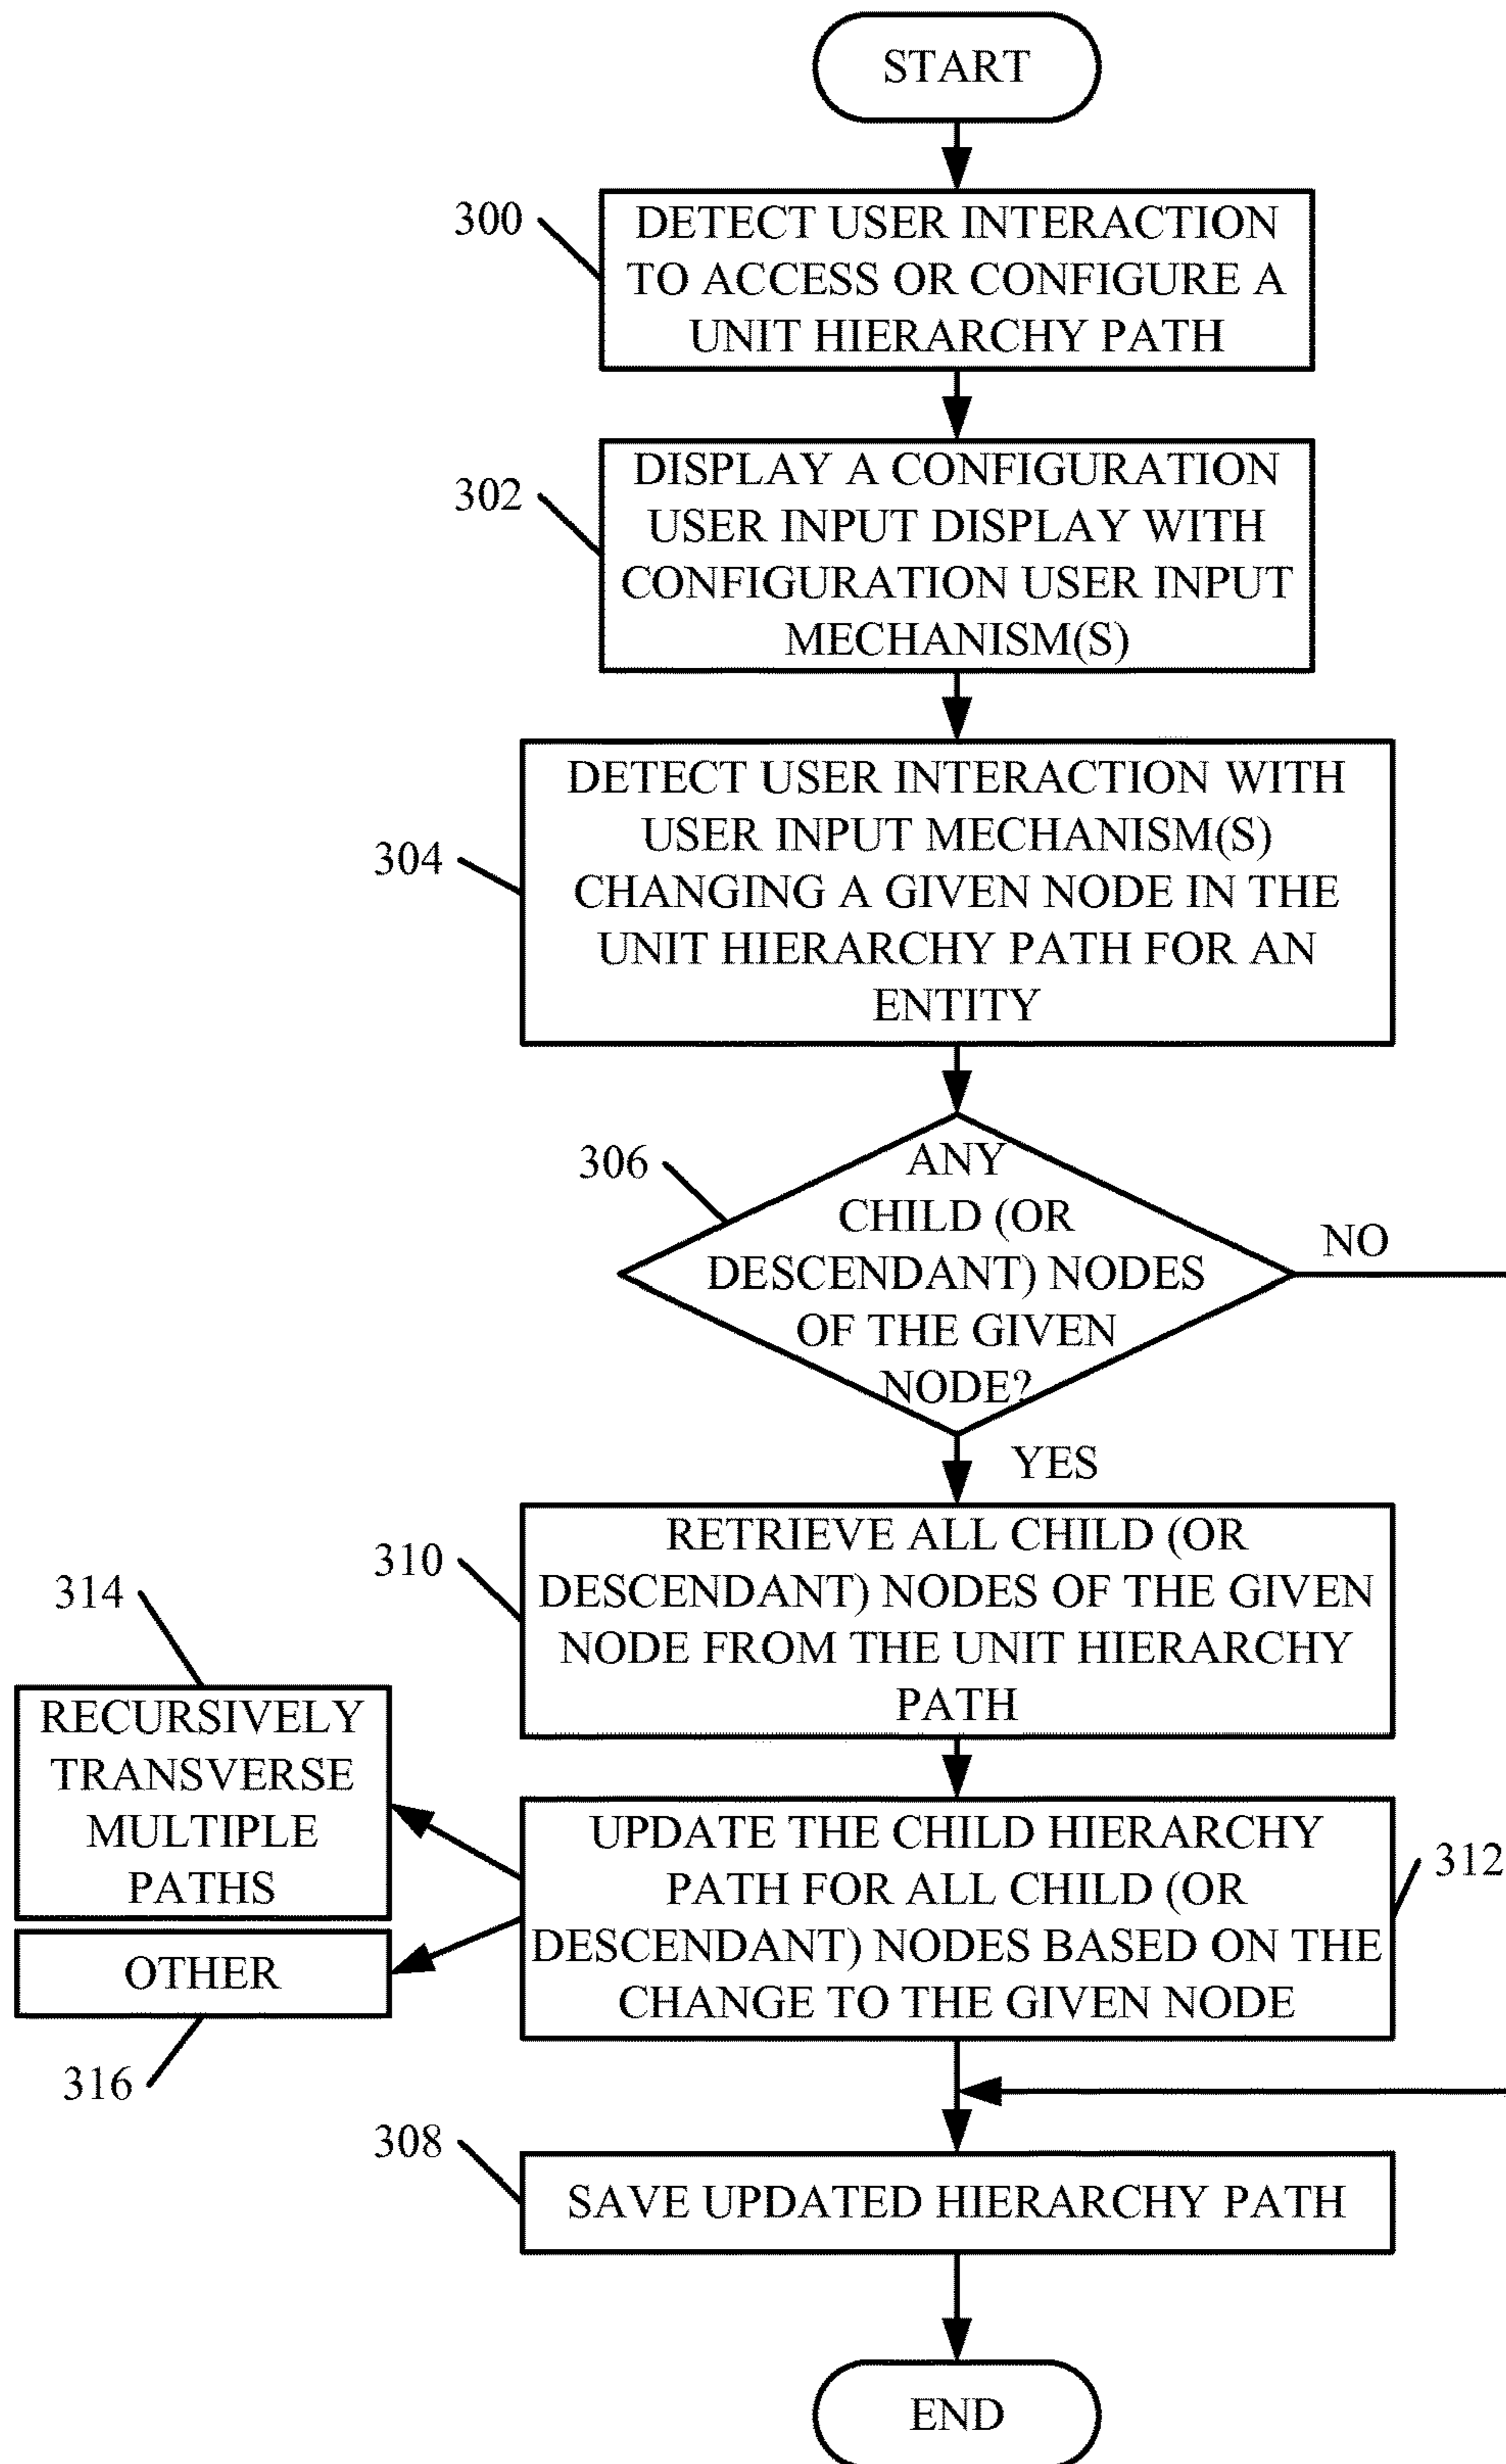 START
300
DETECT USER INTERACTION
TO ACCESS OR CONFIGURE A
UNIT HIERARCHY PATH
302
DISPLAY A CONFIGURATION
USER INPUT DISPLAY WITH
CONFIGURATION USER INPUT
MECHANISM(S)
304
DETECT USER INTERACTION WITH
USER INPUT MECHANISM(S)
CHANGING A GIVEN NODE IN THE
UNIT HIERARCHY PATH FOR AN
ENTITY
306
ANY
CHILD (OR
DESCENDANT) NODES
OF THE GIVEN
NODE?
NO
YES
310
RETRIEVE ALL CHILD (OR
DESCENDANT) NODES OF THE GIVEN
NODE FROM THE UNIT HIERARCHY
PATH
314
RECURSIVELY
TRANSVERSE
MULTIPLE
PATHS
UPDATE THE CHILD HIERARCHY
PATH FOR ALL CHILD (OR
DESCENDANT) NODES BASED ON THE
CHANGE TO THE GIVEN NODE
312
OTHER
316
308
SAVE UPDATED HIERARCHY PATH
END